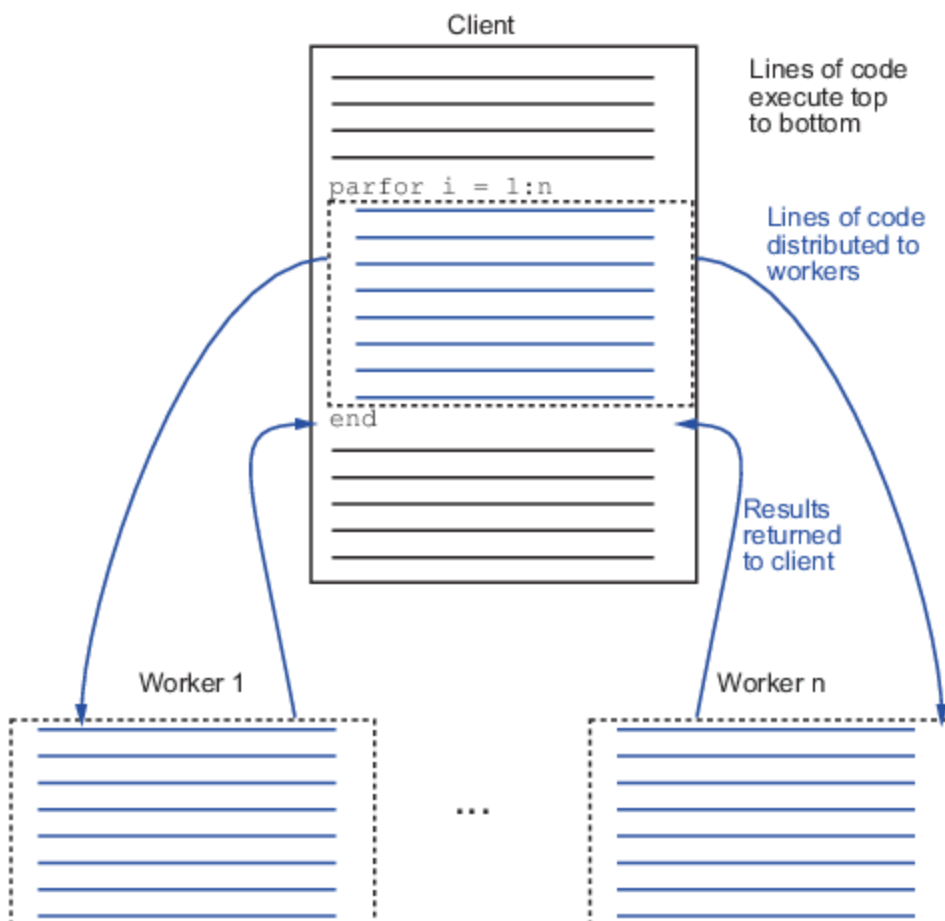 Client
Lines of code
execute top
to bottom
parfor i = 1:n
Lines of code
distributed to
workers
end
Results
returned
to client
Worker 1
Worker n
...